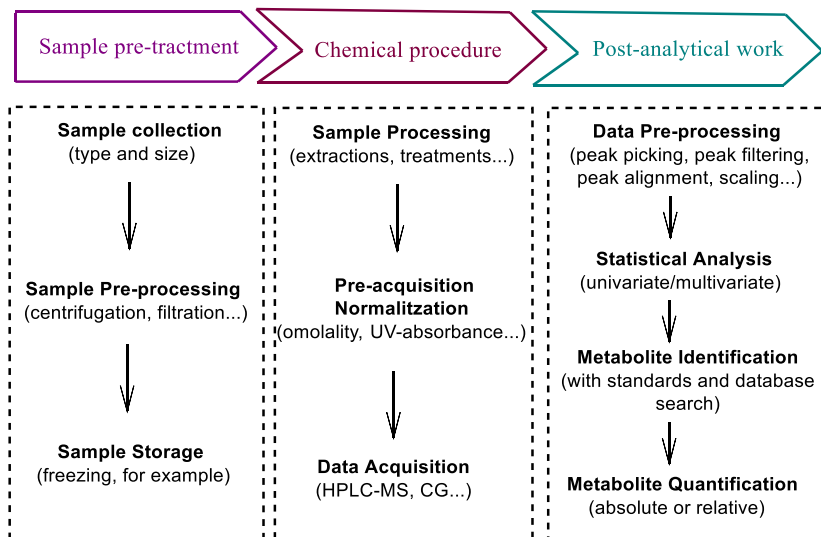 Sample pre-tractment
Chemical procedure
Post-analytical work
Sample collection
(type and size)
Sample Pre-processing
(centrifugation, filtration...)
Sample Storage
(freezing, for example)
Sample Processing
(extractions, treatments...)
Pre-acquisition
Normalitzation
(omolality, UV-absorbance...)
Data Acquisition
(HPLC-MS, CG...)
Data Pre-processing
(peak picking, peak filtering,
peak alignment, scaling...)
Statistical Analysis
(univariate/multivariate)
Metabolite Identification
(with standards and database
search)
Metabolite Quantification
(absolute or relative)